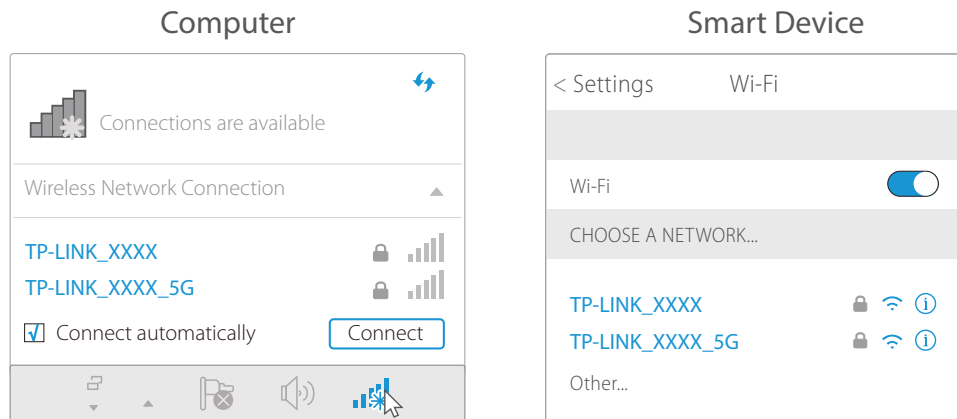 Computer
Connections are available
Wireless Network Connection
TP-LINK_XXXX
TP-LINK_XXXX_5G
Connect automatically
Connect
Smart Device
< Settings
Wi-Fi
Wi-Fi
CHOOSE A NETWORK...
TP-LINK_XXXX
TP-LINK_XXXX_5G
Other...